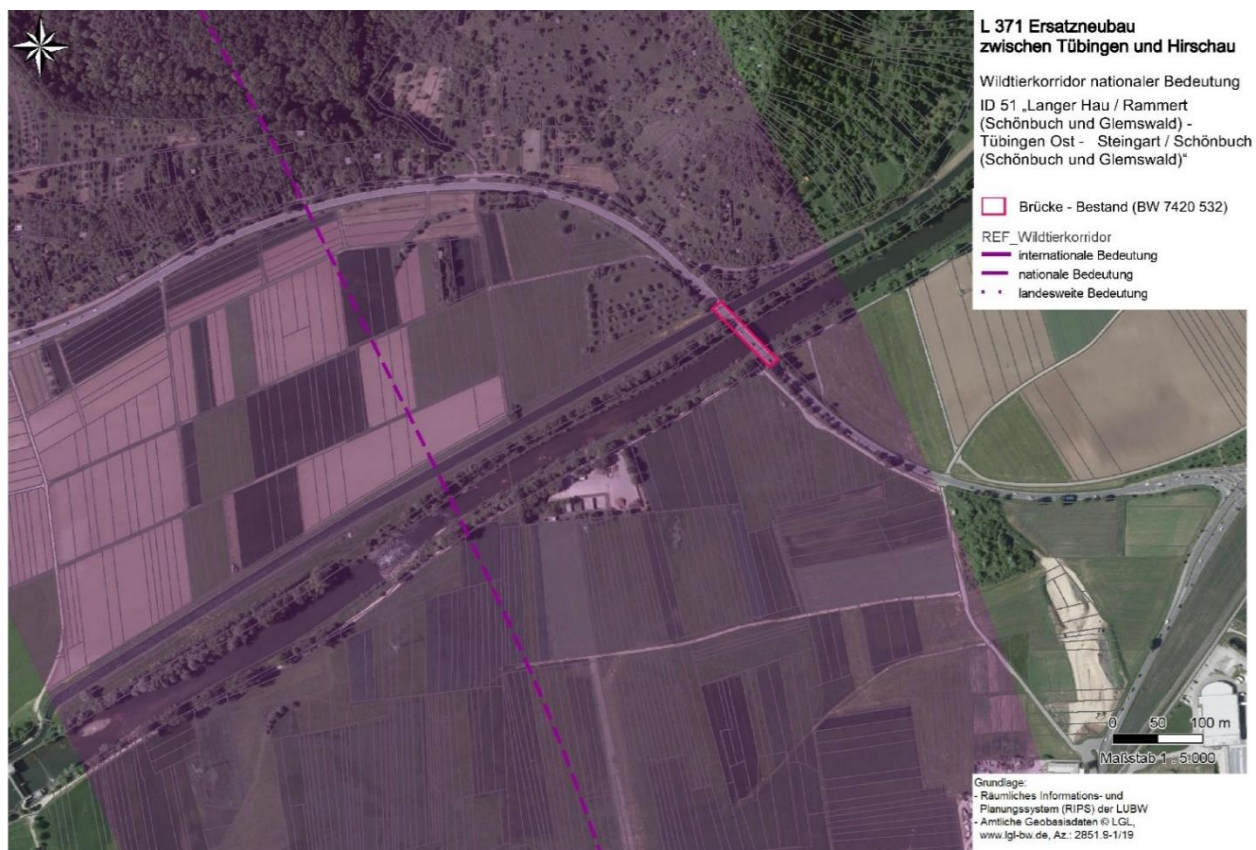 L 371 Ersatzneubau
zwischen Tübingen und Hirschau
Wildtierkorridor nationaler Bedeutung
ID 51 „Langer Hau / Rammert
(Schönbuch und Glemswald) -
Tübingen Ost - Steingart / Schönbuch
(Schönbuch und Glemswald)“
Brücke - Bestand (BW 7420 532)
REF_Wildtierkorridor
internationale Bedeutung
nationale Bedeutung
landesweite Bedeutung
0 50 100 m
Maßstab 1 : 5:000
Grundlage:
- Räumliches Informations- und
Planungssystem (RIPS) der LUBW
- Amtliche Geobasisdaten © LGL,
www.lgl-bw.de, Az.: 2851.9-1/19